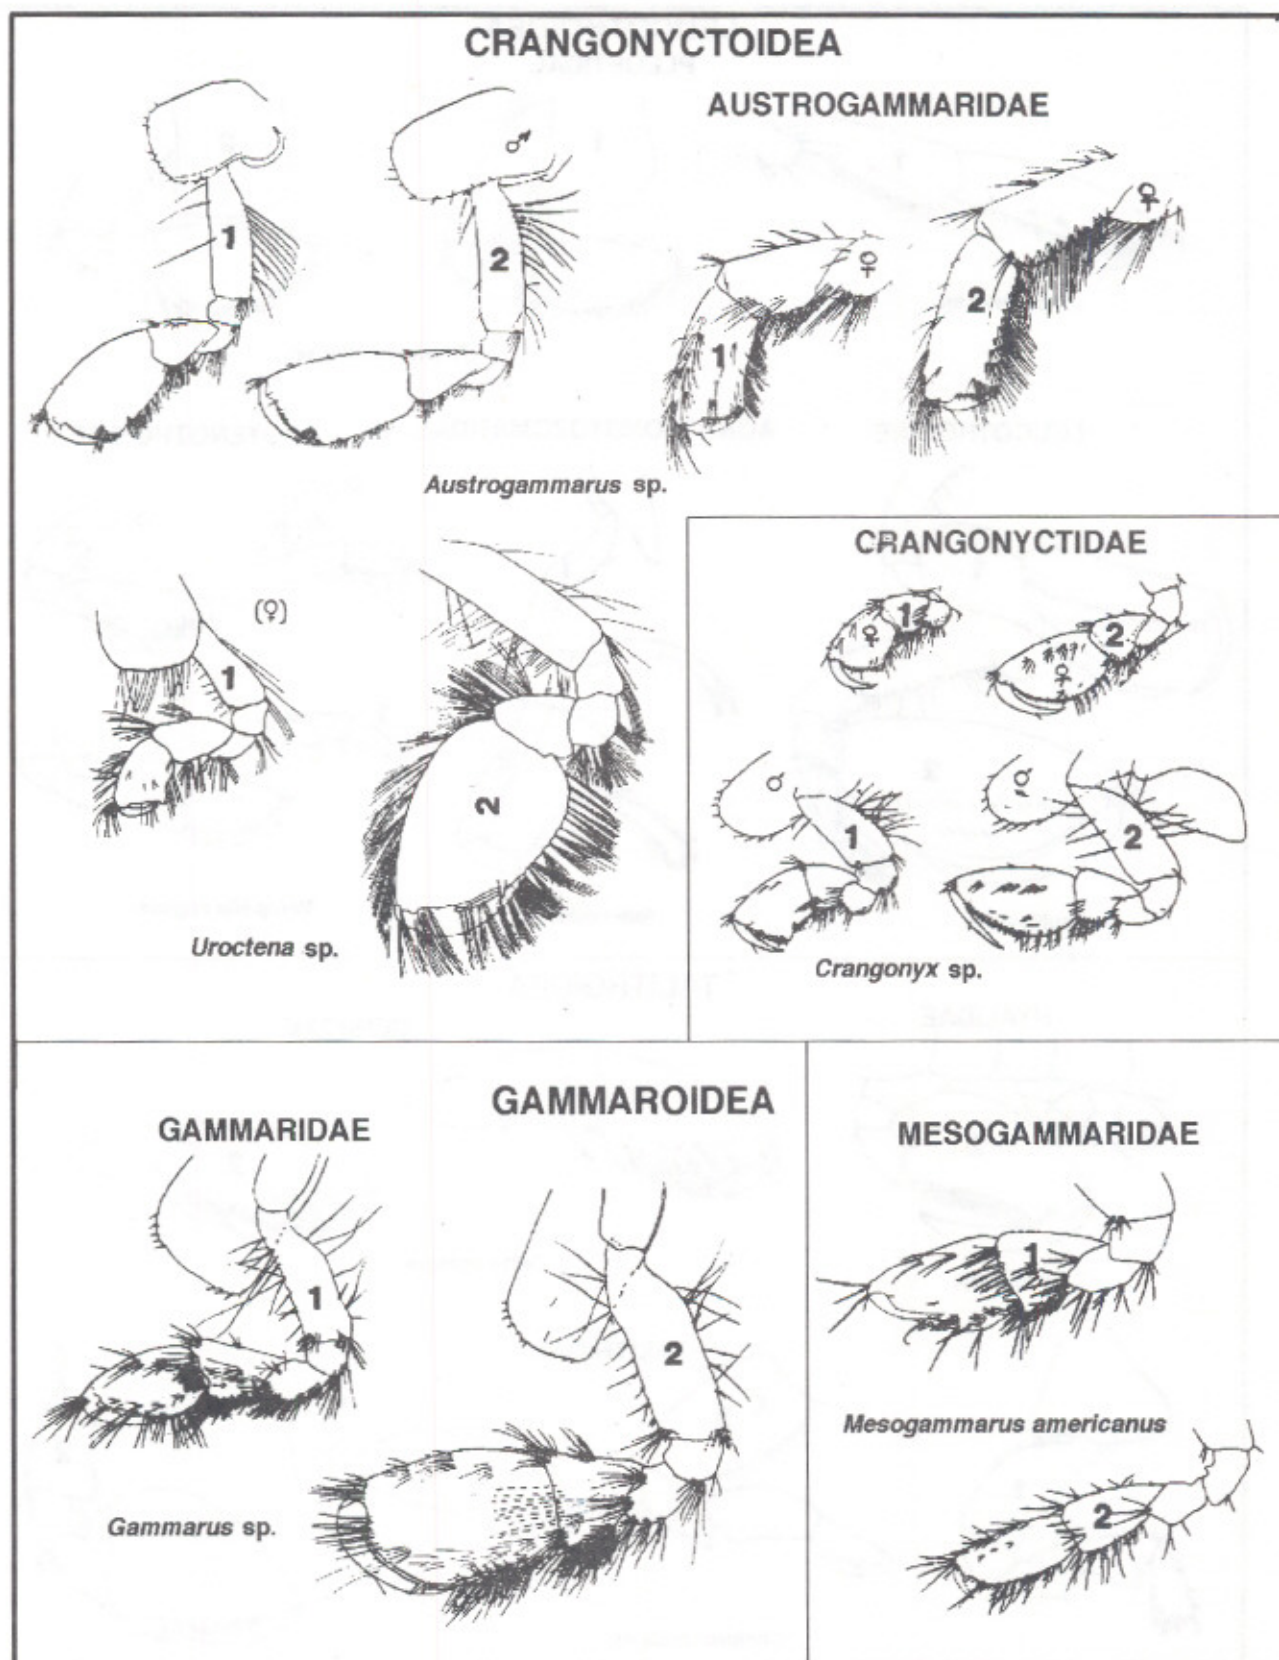 CRANGONYCTOIDEA
AUSTROGAMMARIDAE
♂
1
2
♀
1
♀
2
Austrogammarus sp.
(♀)
1
2
Uroctena sp.
CRANGONYCTIDAE
1
♀
2
♀
♂
1
♂
2
Crangonyx sp.
GAMMAROIDEA
GAMMARIDAE
1
2
Gammarus sp.
MESOGAMMARIDAE
1
Mesogammarus americanus
2